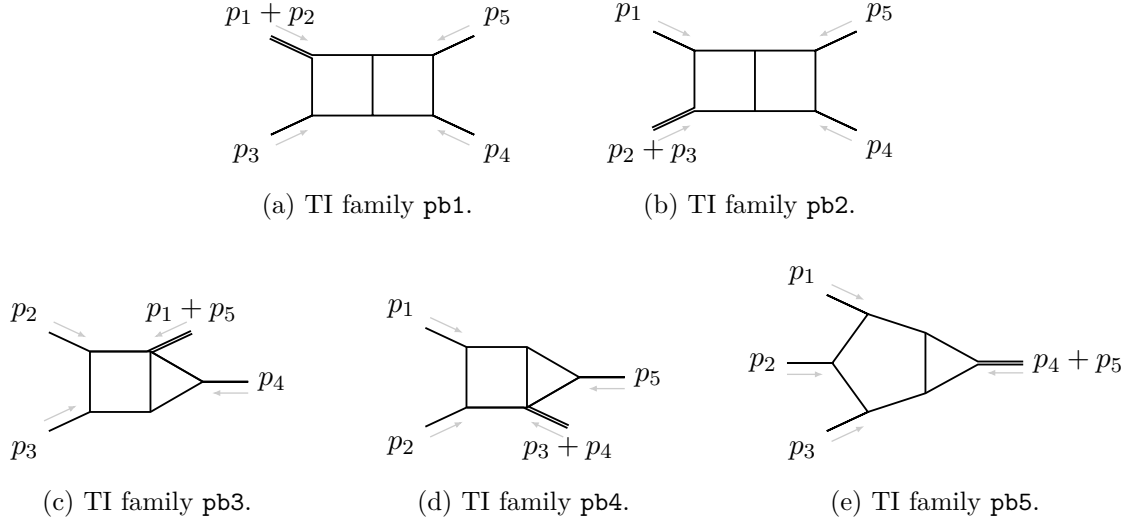 p₁ + p₂
p₅
p₃
p₄
(a) TI family pb1.
p₁
p₅
p₂ + p₃
p₄
(b) TI family pb2.
p₂
p₁ + p₅
p₄
p₃
(c) TI family pb3.
p₁
p₅
p₂
p₃ + p₄
(d) TI family pb4.
p₁
p₂
p₄ + p₅
p₃
(e) TI family pb5.